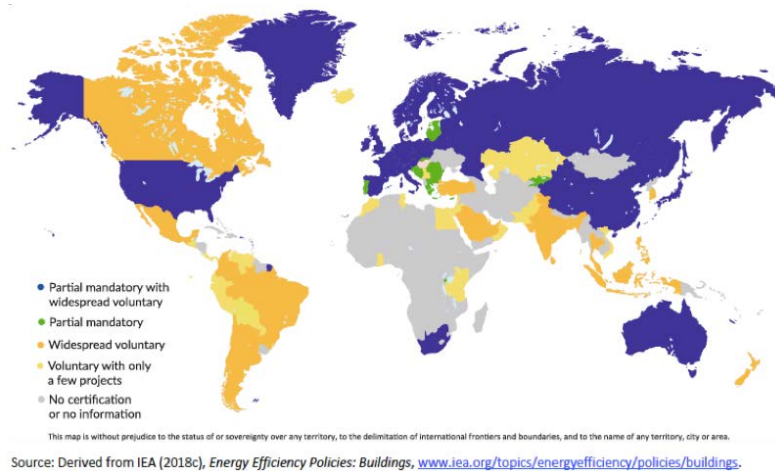 Partial mandatory with
widespread voluntary
Partial mandatory
Widespread voluntary
Voluntary with only
a few projects
No certification
or no information
This map is without prejudice to the status of or sovereignty over any territory, to the delimitation of international frontiers and boundaries, and to the name of any territory, city or area.
Source: Derived from IEA (2018c), Energy Efficiency Policies: Buildings, www.iea.org/topics/energyefficiency/policies/buildings.